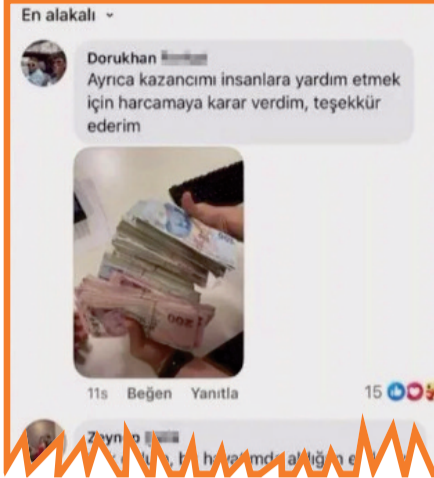 En alakalı
Dorukhan
Ayrıca kazancımı insanlara yardım etmek
için harcamaya karar verdim, teşekkür
ederim
200
11s Beğen Yanıtla 15
Zeynep